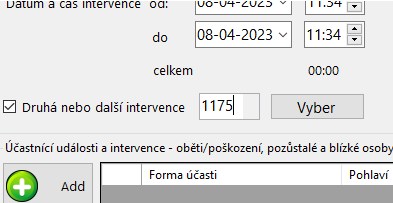 Datum a čas intervence od: 08-04-2023 11:34
do 08-04-2023 11:34
celkem 00:00
Druhá nebo další intervence 1175 Vyber
Účastnící události a intervence - oběti/poškození, pozůstalé a blízké osoby
Add Forma účasti Pohlaví